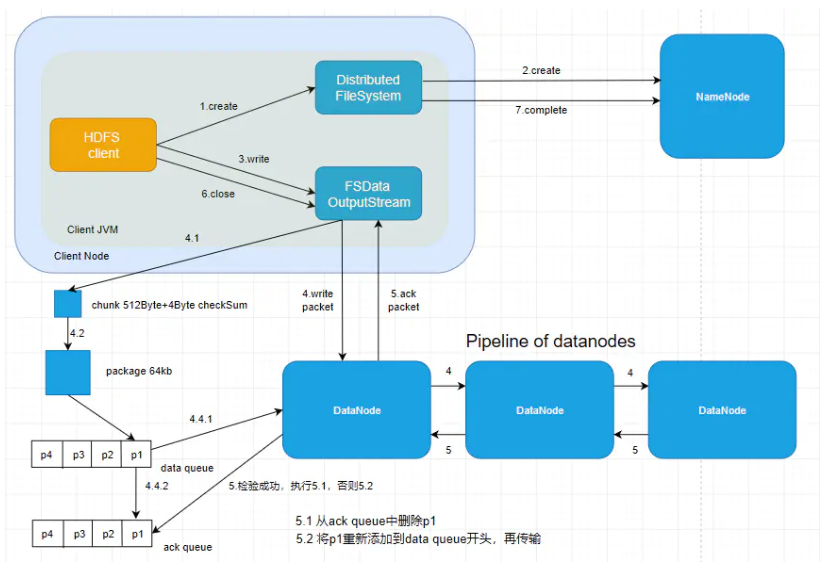 Distributed
FileSystem
2.create
NameNode
1.create
7.complete
HDFS
client
3.write
FSData
OutputStream
6.close
Client JVM
4.1
Client Node
chunk 512Byte+4Byte checkSum
4.write
packet
5.ack
packet
4.2
Pipeline of datanodes
package 64kb
4
4
DataNode
DataNode
DataNode
4.4.1
5
5
p4 p3 p2 p1
data queue
4.4.2
5.检验成功，执行5.1，否则5.2
p4 p3 p2 p1
ack queue
5.1 从ack queue中删除p1
5.2 将p1重新添加到data queue开头，再传输